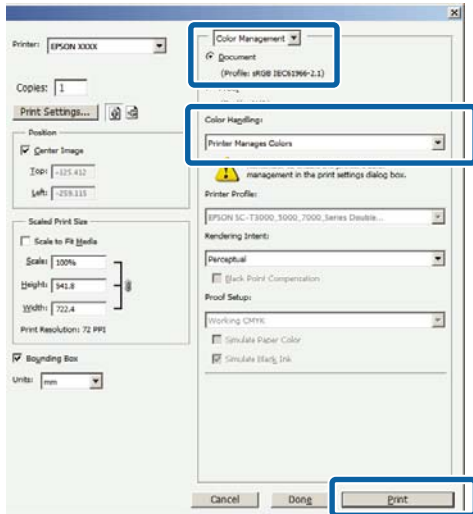 Printer: EPSON XXXX
Copies: 1
Print Settings...
Position
Center Image
Top: -125.412
Left: -259.115
Scaled Print Size
Scale to Fit Media
Scale: 100%
Height: 541.8
Width: 722.4
Print Resolution: 72 PPI
Bounding Box
Units: mm
Color Management
Document
(Profile: sRGB IEC61966-2.1)
Color Handling:
Printer Manages Colors
management in the print settings dialog box.
Printer Profile:
EPSON SC-T3000_5000_7000_Series Double...
Rendering Intent:
Perceptual
Black Point Compensation
Proof Setup:
Working CMYK
Simulate Paper Color
Simulate Black Ink
Cancel
Done
Print